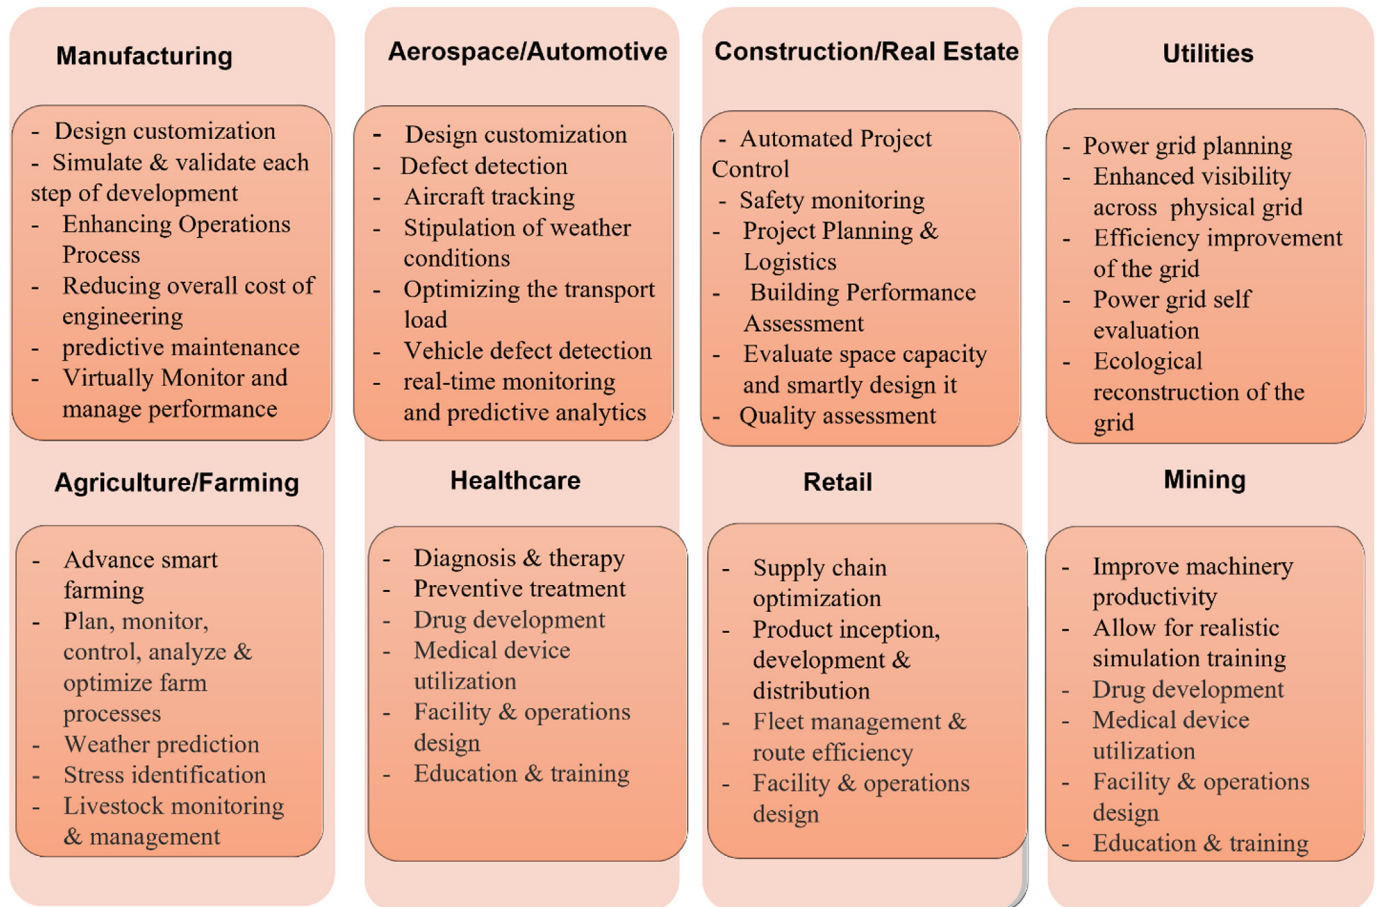 Manufacturing
- Design customization
- Simulate & validate each
step of development
- Enhancing Operations
Process
- Reducing overall cost of
engineering
- predictive maintenance
- Virtually Monitor and
manage performance
Aerospace/Automotive
- Design customization
- Defect detection
- Aircraft tracking
- Stipulation of weather
conditions
- Optimizing the transport
load
- Vehicle defect detection
- real-time monitoring
and predictive analytics
Construction/Real Estate
- Automated Project
Control
- Safety monitoring
- Project Planning &
Logistics
- Building Performance
Assessment
- Evaluate space capacity
and smartly design it
- Quality assessment
Utilities
- Power grid planning
- Enhanced visibility
across physical grid
- Efficiency improvement
of the grid
- Power grid self
evaluation
- Ecological
reconstruction of the
grid
Agriculture/Farming
- Advance smart
farming
- Plan, monitor,
control, analyze &
optimize farm
processes
- Weather prediction
- Stress identification
- Livestock monitoring
& management
Healthcare
- Diagnosis & therapy
- Preventive treatment
- Drug development
- Medical device
utilization
- Facility & operations
design
- Education & training
Retail
- Supply chain
optimization
- Product inception,
development &
distribution
- Fleet management &
route efficiency
- Facility & operations
design
Mining
- Improve machinery
productivity
- Allow for realistic
simulation training
- Drug development
- Medical device
utilization
- Facility & operations
design
- Education & training